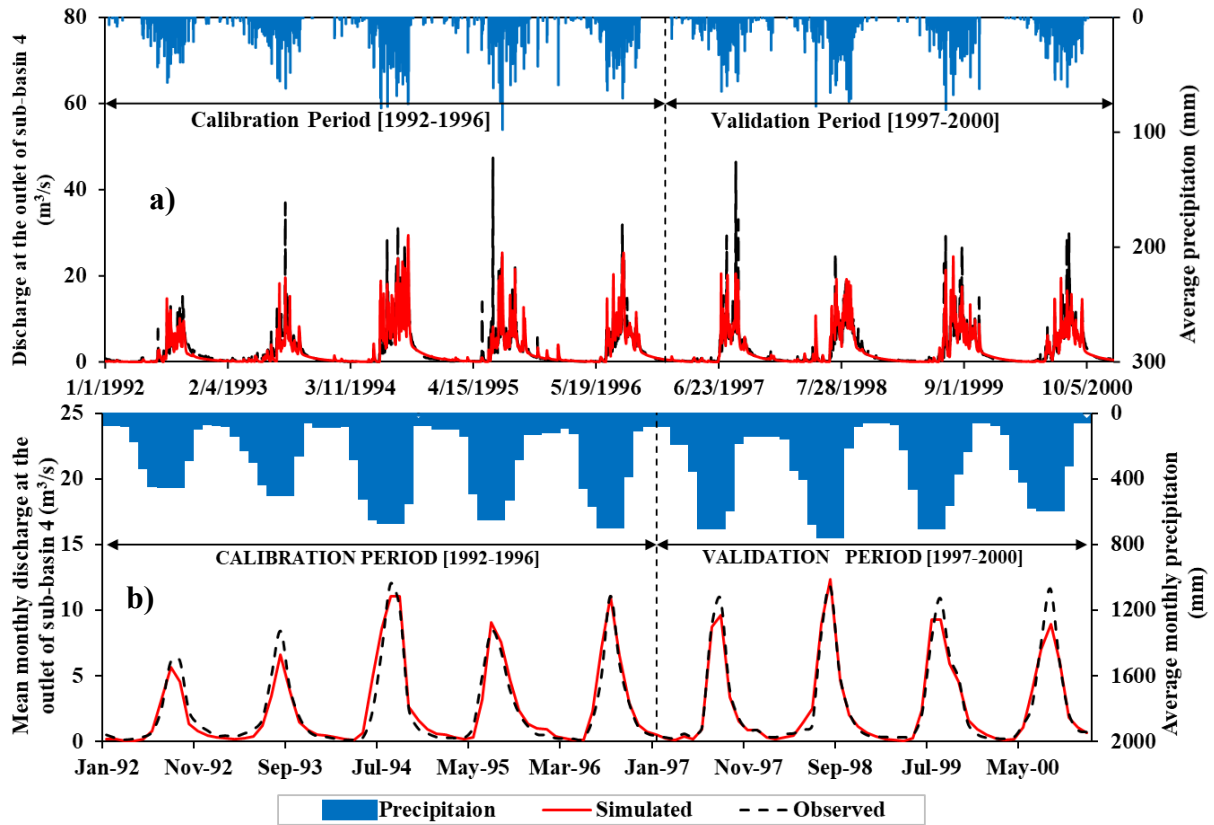 80
60
40
20
0
Discharge at the outlet of sub-basin 4
(m³/s)
0
100
200
300
Average precipitaton (mm)
Calibration Period [1992-1996]
Validation Period [1997-2000]
a)
1/1/1992 2/4/1993 3/11/1994 4/15/1995 5/19/1996 6/23/1997 7/28/1998 9/1/1999 10/5/2000
25
20
15
10
5
0
Mean monthly discharge at the
outlet of sub-basin 4 (m³/s)
0
400
800
1200
1600
2000
Average monthly precipitaton
(mm)
CALIBRATION PERIOD [1992-1996]
VALIDATION PERIOD [1997-2000]
b)
Jan-92 Nov-92 Sep-93 Jul-94 May-95 Mar-96 Jan-97 Nov-97 Sep-98 Jul-99 May-00
Precipitaion Simulated Observed